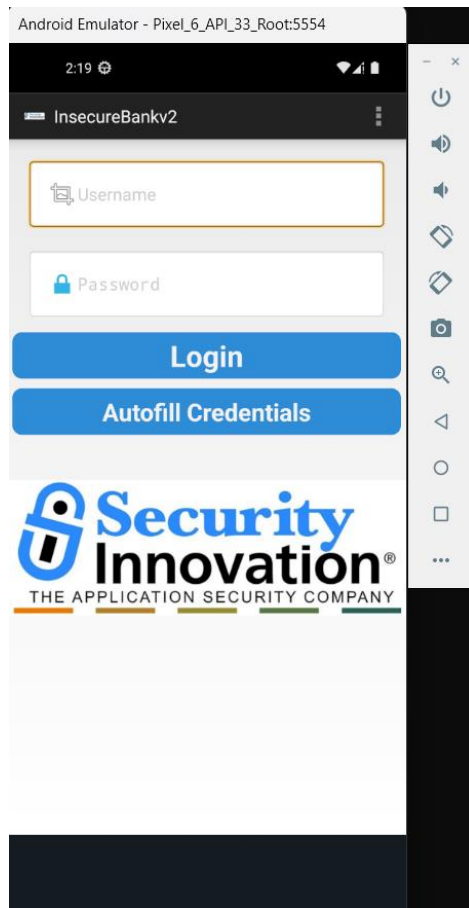 Android Emulator - Pixel_6_API_33_Root:5554
2:19
InsecureBankv2
Username
Password
Login
Autofill Credentials
Security
Innovation®
THE APPLICATION SECURITY COMPANY